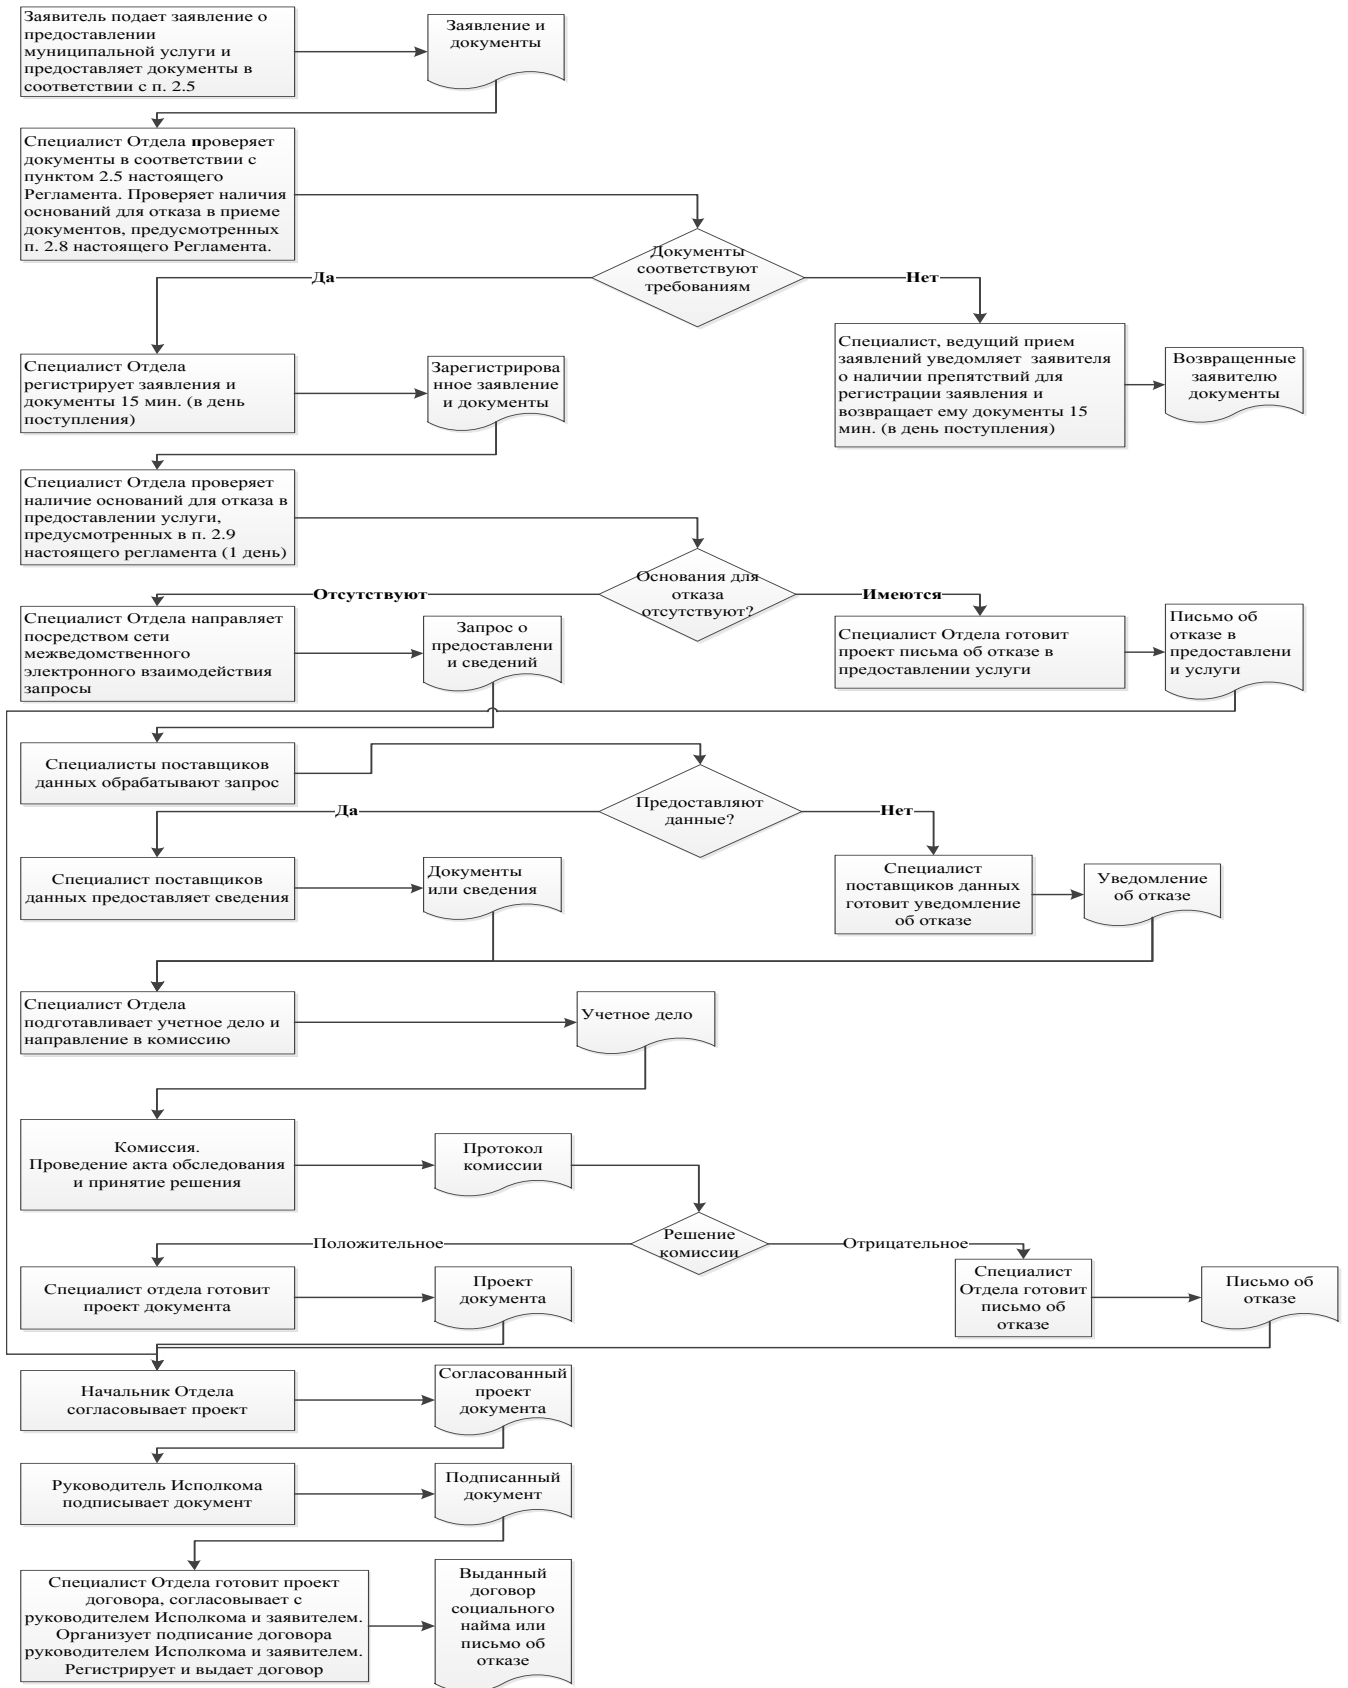 Заявитель подает заявление о
предоставлении
муниципальной услуги и
предоставляет документы в
соответствии с п. 2.5
Заявление и
документы
Специалист Отдела проверяет
документы в соответствии с
пунктом 2.5 настоящего
Регламента. Проверяет наличия
оснований для отказа в приеме
документов, предусмотренных
п. 2.8 настоящего Регламента.
Документы
соответствуют
требованиям
Да
Нет
Специалист Отдела
регистрирует заявления и
документы 15 мин. (в день
поступления)
Зарегистрирова
нное заявление
и документы
Специалист, ведущий прием
заявлений уведомляет заявителя
о наличии препятствий для
регистрации заявления и
возвращает ему документы 15
мин. (в день поступления)
Возвращенные
заявителю
документы
Специалист Отдела проверяет
наличие оснований для отказа в
предоставлении услуги,
предусмотренных в п. 2.9
настоящего регламента (1 день)
Основания для
отказа
отсутствуют?
Отсутствуют
Имеются
Специалист Отдела направляет
посредством сети
межведомственного
электронного взаимодействия
запросы
Запрос о
предоставлени
и сведений
Специалист Отдела готовит
проект письма об отказе в
предоставлении услуги
Письмо об
отказе в
предоставлени
и услуги
Специалисты поставщиков
данных обрабатывают запрос
Предоставляют
данные?
Да
Нет
Специалист поставщиков
данных предоставляет сведения
Документы
или сведения
Специалист
поставщиков данных
готовит уведомление
об отказе
Уведомление
об отказе
Специалист Отдела
подготавливает учетное дело и
направление в комиссию
Учетное дело
Комиссия.
Проведение акта обследования
и принятие решения
Протокол
комиссии
Решение
комиссии
Положительное
Отрицательное
Специалист отдела готовит
проект документа
Проект
документа
Специалист
Отдела готовит
письмо об
отказе
Письмо об
отказе
Начальник Отдела
согласовывает проект
Согласованный
проект
документа
Руководитель Исполкома
подписывает документ
Подписанный
документ
Специалист Отдела готовит проект
договора, согласовывает с
руководителем Исполкома и заявителем.
Организует подписание договора
руководителем Исполкома и заявителем.
Регистрирует и выдает договор
Выданный
договор
социального
найма или
письмо об
отказе